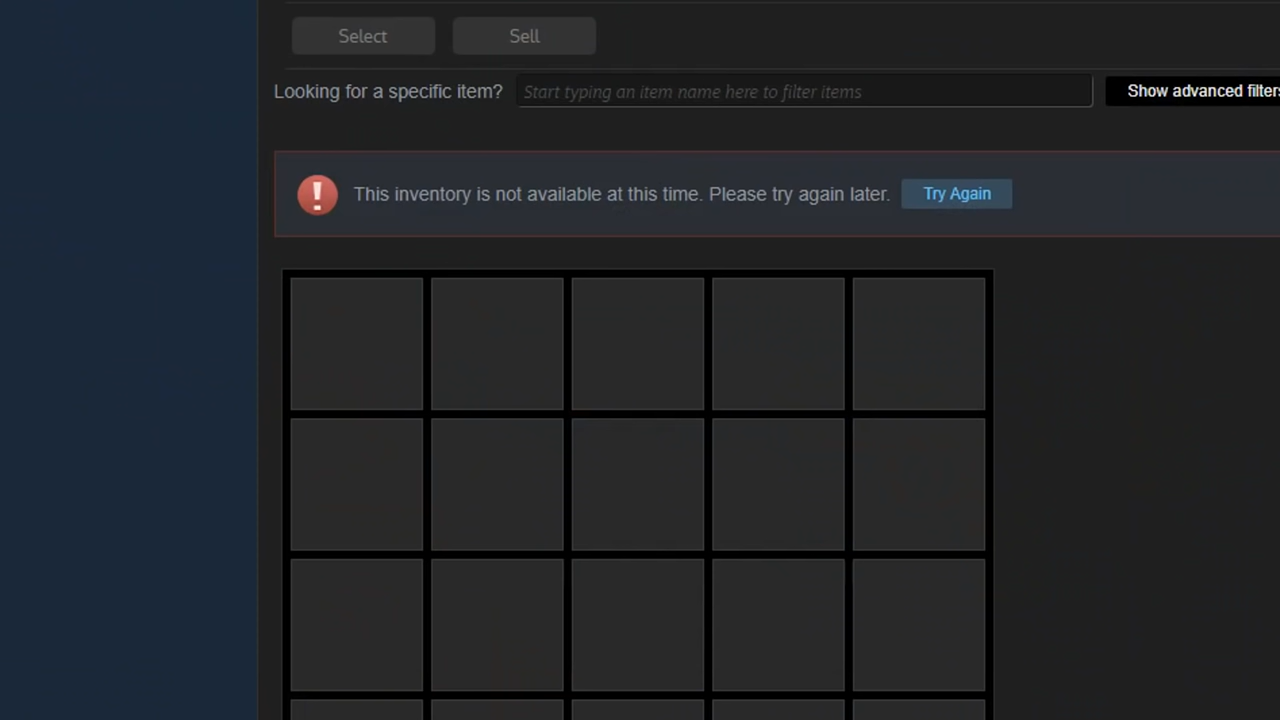 Select
Sell
Looking for a specific item?
Start typing an item name here to filter items
Show advanced filters
This inventory is not available at this time. Please try again later.
Try Again